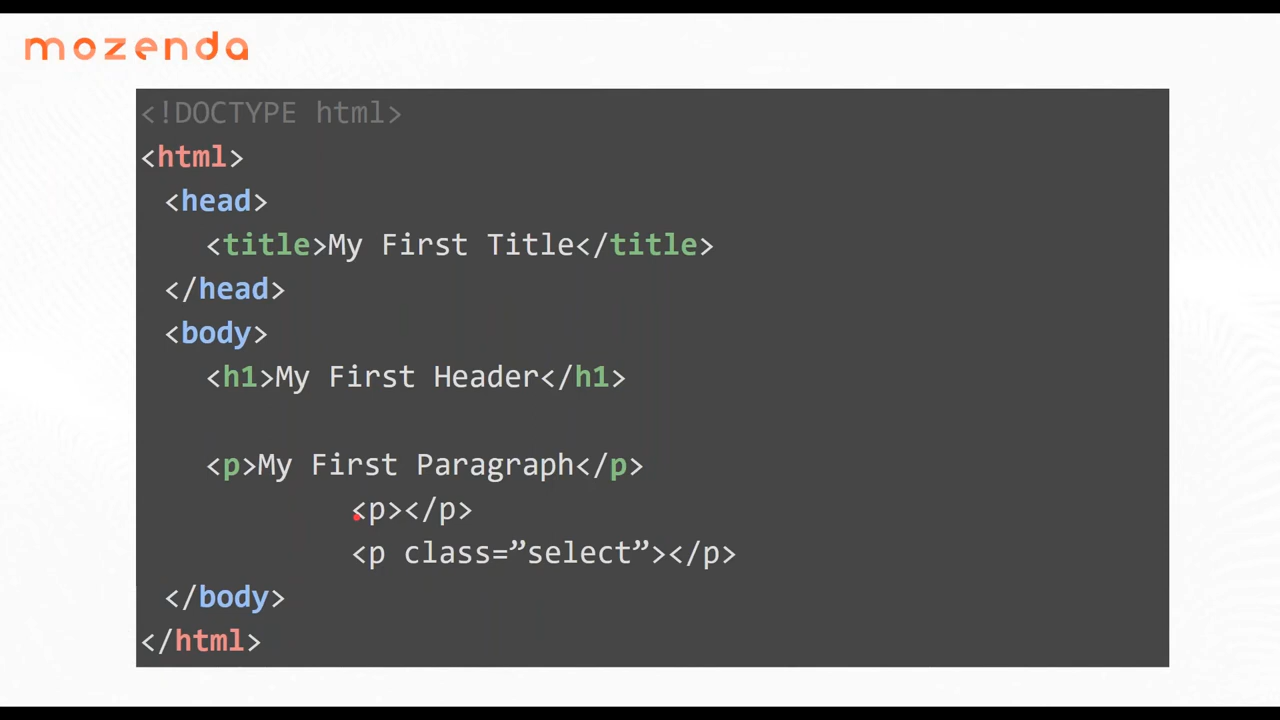 mozenda
<!DOCTYPE html>
<html>
<head>
<title>My First Title</title>
</head>
<body>
<h1>My First Header</h1>
<p>My First Paragraph</p>
<p></p>
<p class=”select”></p>
</body>
</html>